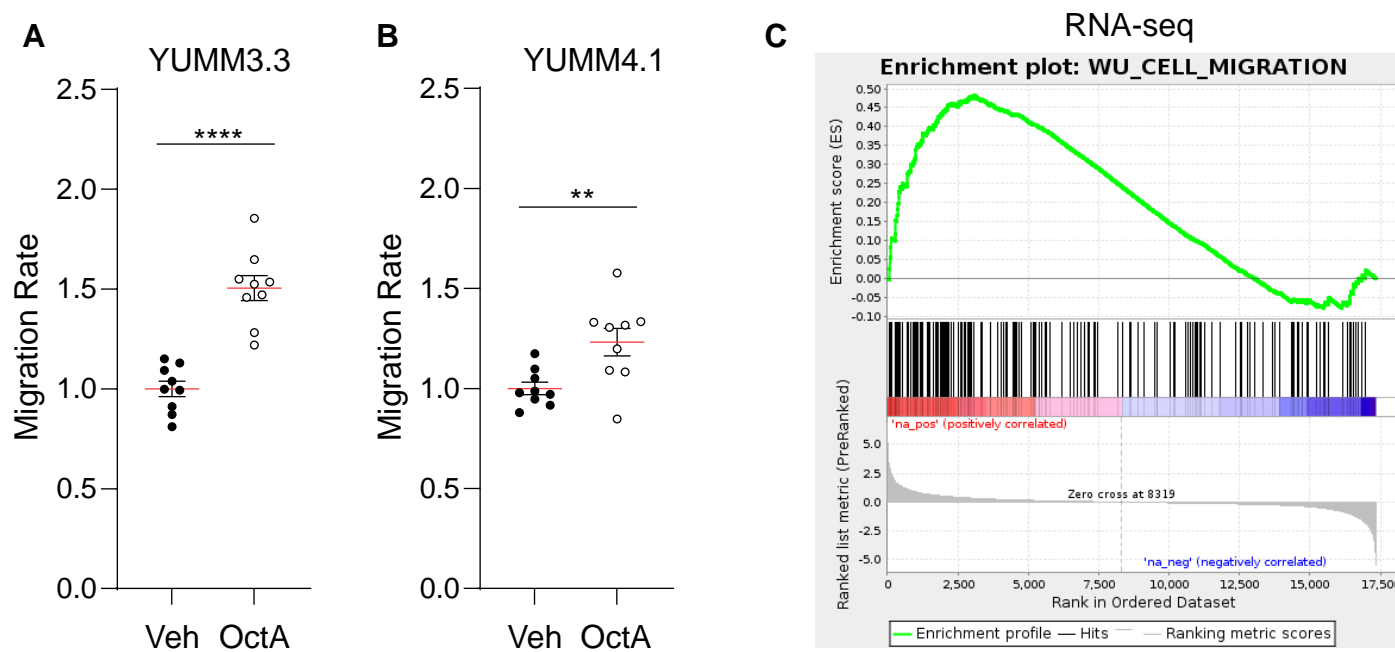 A
YUMM3.3
Migration Rate
2.5
2.0
1.5
1.0
0.5
0.0
****
Veh OctA
B
YUMM4.1
Migration Rate
2.5
2.0
1.5
1.0
0.5
0.0
**
Veh OctA
C
RNA-seq
Enrichment plot: WU_CELL_MIGRATION
Enrichment score (ES)
0.50
0.45
0.40
0.35
0.30
0.25
0.20
0.15
0.10
0.05
0.00
-0.05
-0.10
'na_pos' (positively correlated)
Ranked list metric (PreRanked)
5.0
2.5
0.0
-2.5
-5.0
Zero cross at 8319
'na_neg' (negatively correlated)
0 2,500 5,000 7,500 10,000 12,500 15,000 17,500
Rank in Ordered Dataset
Enrichment profile Hits Ranking metric scores